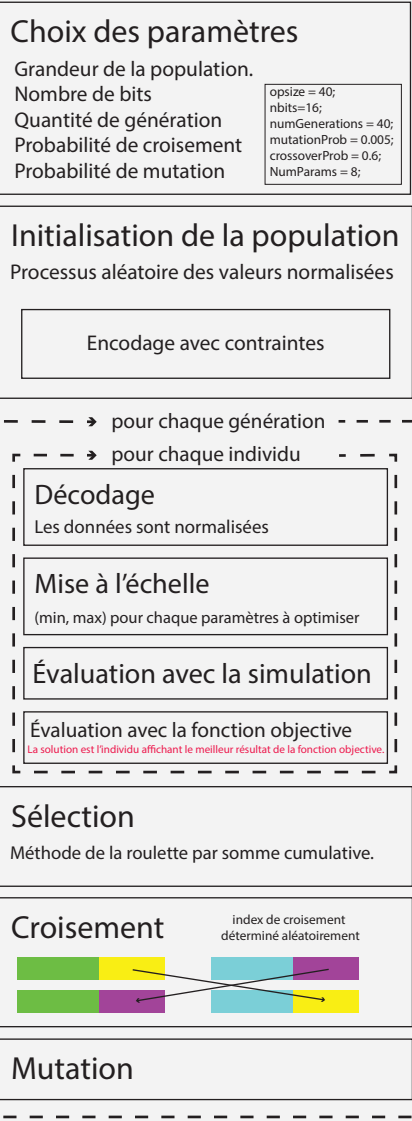 Choix des paramètres
Grandeur de la population.
Nombre de bits
Quantité de génération
Probabilité de croisement
Probabilité de mutation
opsize = 40;
nbits=16;
numGenerations = 40;
mutationProb = 0.005;
crossoverProb = 0.6;
NumParams = 8;
Initialisation de la population
Processus aléatoire des valeurs normalisées
Encodage avec contraintes
pour chaque génération
pour chaque individu
Décodage
Les données sont normalisées
Mise à l’échelle
(min, max) pour chaque paramètres à optimiser
Évaluation avec la simulation
Évaluation avec la fonction objective
La solution est l’individu affichant le meilleur résultat de la fonction objective.
Sélection
Méthode de la roulette par somme cumulative.
Croisement
index de croisement
déterminé aléatoirement
Mutation